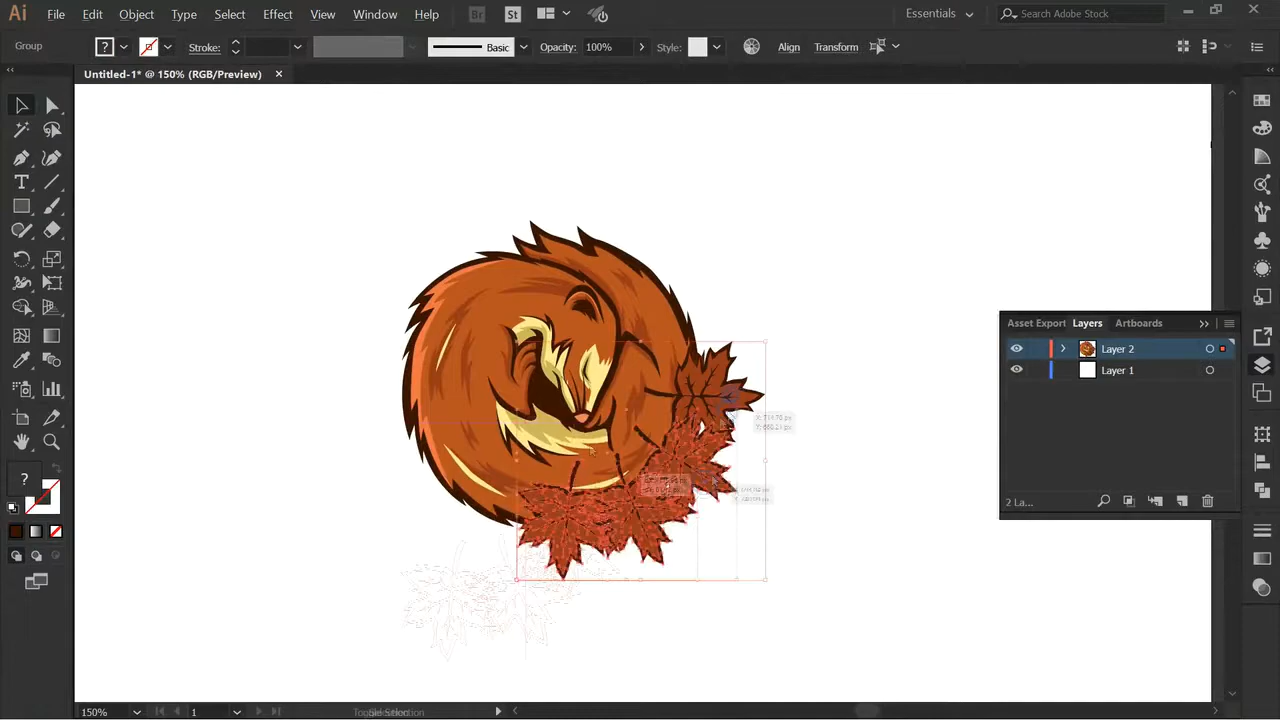 Ai File Edit Object Type Select Effect View Window Help Br St Essentials Search Adobe Stock
Group ? Stroke: Basic Opacity: 100% Style: Align Transform
Untitled-1* @ 150% (RGB/Preview)
Asset Export Layers Artboards
Layer 2
Layer 1
2 La...
?
150% 1